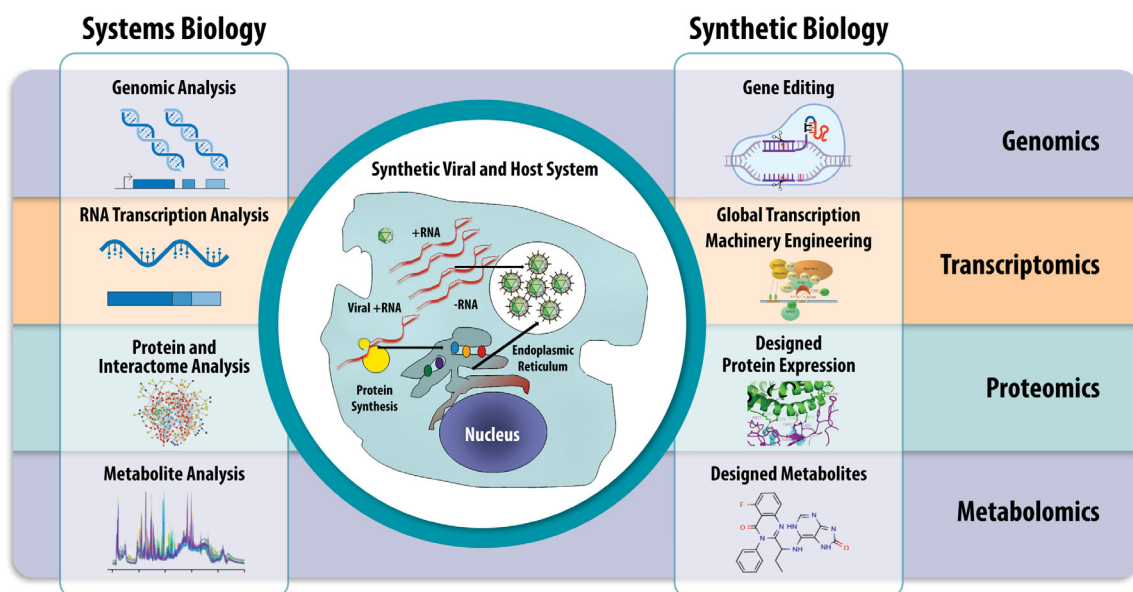 Systems Biology
Synthetic Biology
Genomic Analysis
Gene Editing
Genomics
Synthetic Viral and Host System
RNA Transcription Analysis
Global Transcription
Machinery Engineering
Transcriptomics
+RNA
Viral +RNA
-RNA
Protein and
Interactome Analysis
Endoplasmic
Reticulum
Protein
Synthesis
Nucleus
Designed
Protein Expression
Proteomics
Metabolite Analysis
Designed Metabolites
Metabolomics
F
O
N
N
NH
N
N
N
NH
O